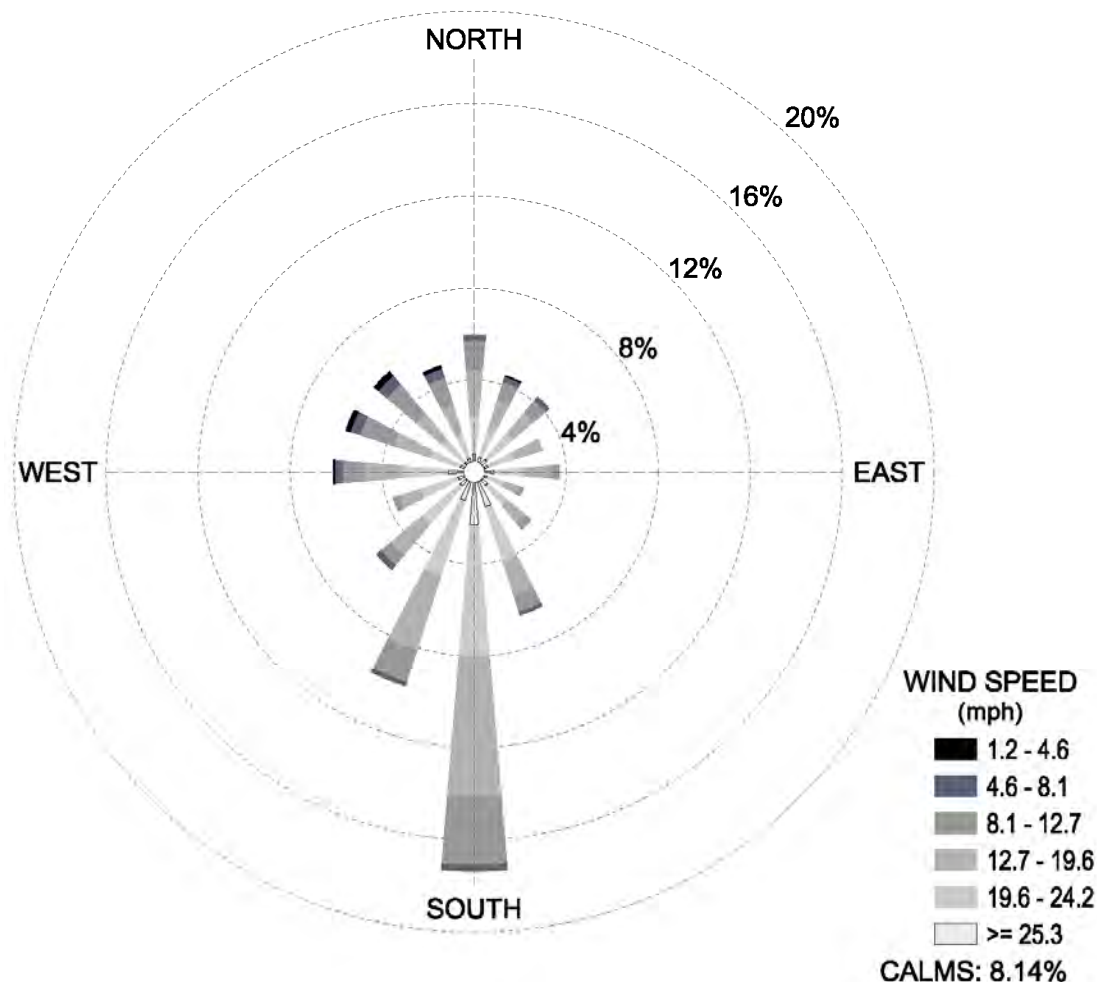 NORTH
20%
16%
12%
8%
4%
WEST
EAST
SOUTH
WIND SPEED
(mph)
1.2 - 4.6
4.6 - 8.1
8.1 - 12.7
12.7 - 19.6
19.6 - 24.2
>= 25.3
CALMS: 8.14%